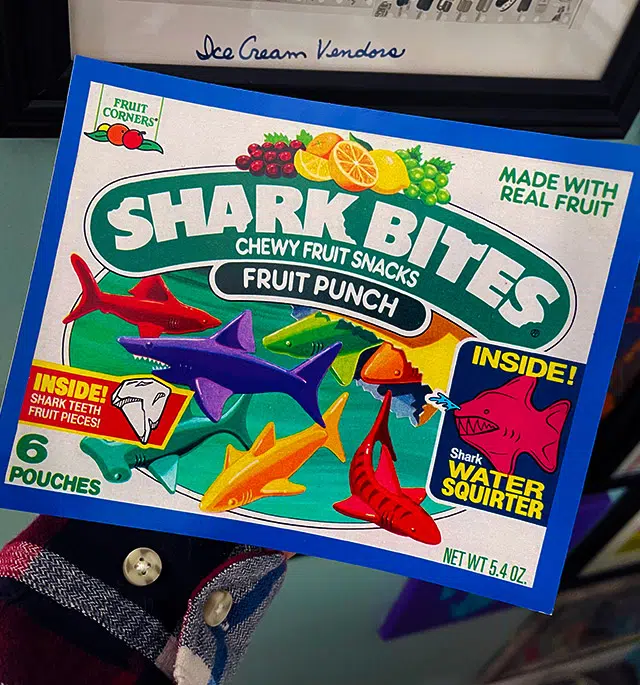 Ice Cream Vendors
FRUIT
CORNERS®
MADE WITH
REAL FRUIT
SHARK BITES®
CHEWY FRUIT SNACKS
FRUIT PUNCH
INSIDE!
SHARK TEETH
FRUIT PIECES!
6
POUCHES
INSIDE!
Shark
WATER
SQUIRTER
NET WT 5.4 OZ.